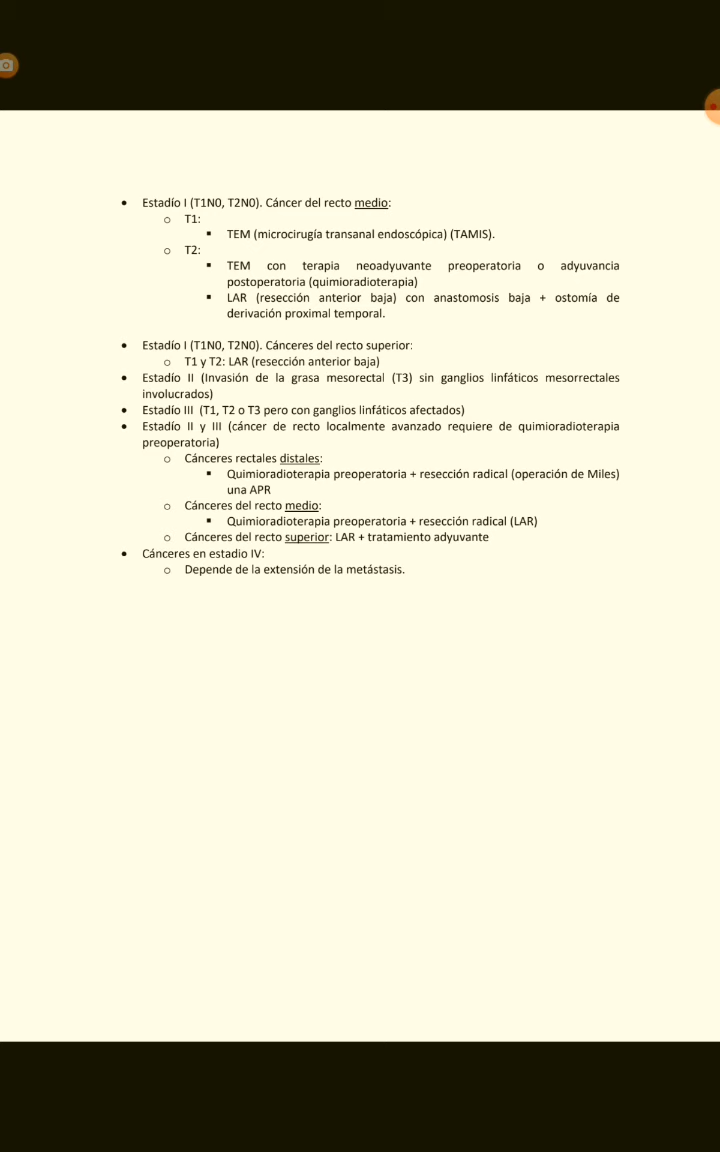 • Estadío I (T1N0, T2N0). Cáncer del recto medio:
o T1:
▪ TEM (microcirugía transanal endoscópica) (TAMIS).
o T2:
▪ TEM con terapia neoadyuvante preoperatoria o adyuvancia
postoperatoria (quimioradioterapia)
▪ LAR (resección anterior baja) con anastomosis baja + ostomía de
derivación proximal temporal.
• Estadío I (T1N0, T2N0). Cánceres del recto superior:
o T1 y T2: LAR (resección anterior baja)
• Estadío II (Invasión de la grasa mesorectal (T3) sin ganglios linfáticos mesorrectales
involucrados)
• Estadío III (T1, T2 o T3 pero con ganglios linfáticos afectados)
• Estadío II y III (cáncer de recto localmente avanzado requiere de quimioradioterapia
preoperatoria)
o Cánceres rectales distales:
▪ Quimioradioterapia preoperatoria + resección radical (operación de Miles)
una APR
o Cánceres del recto medio:
▪ Quimioradioterapia preoperatoria + resección radical (LAR)
o Cánceres del recto superior: LAR + tratamiento adyuvante
• Cánceres en estadio IV:
o Depende de la extensión de la metástasis.